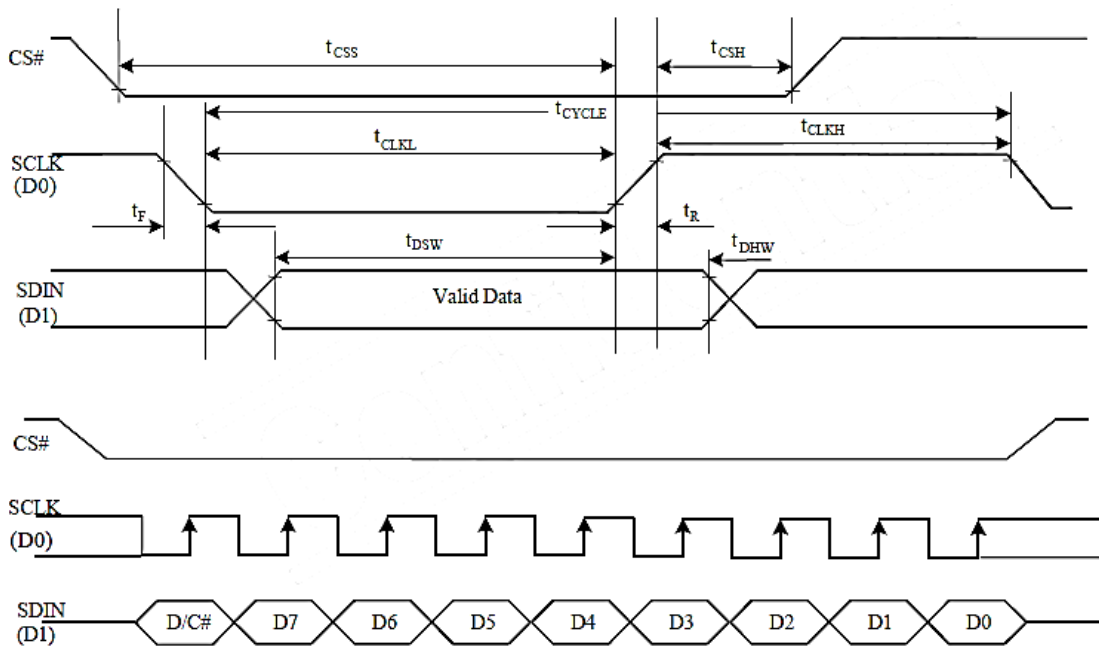 CS#
tCSS
tCSH
tCYCLE
tCLKL
tCLKH
SCLK
(D0)
tF
tR
tDSW
tDHW
SDIN
(D1)
Valid Data
CS#
SCLK
(D0)
SDIN
(D1)
D/C# D7 D6 D5 D4 D3 D2 D1 D0